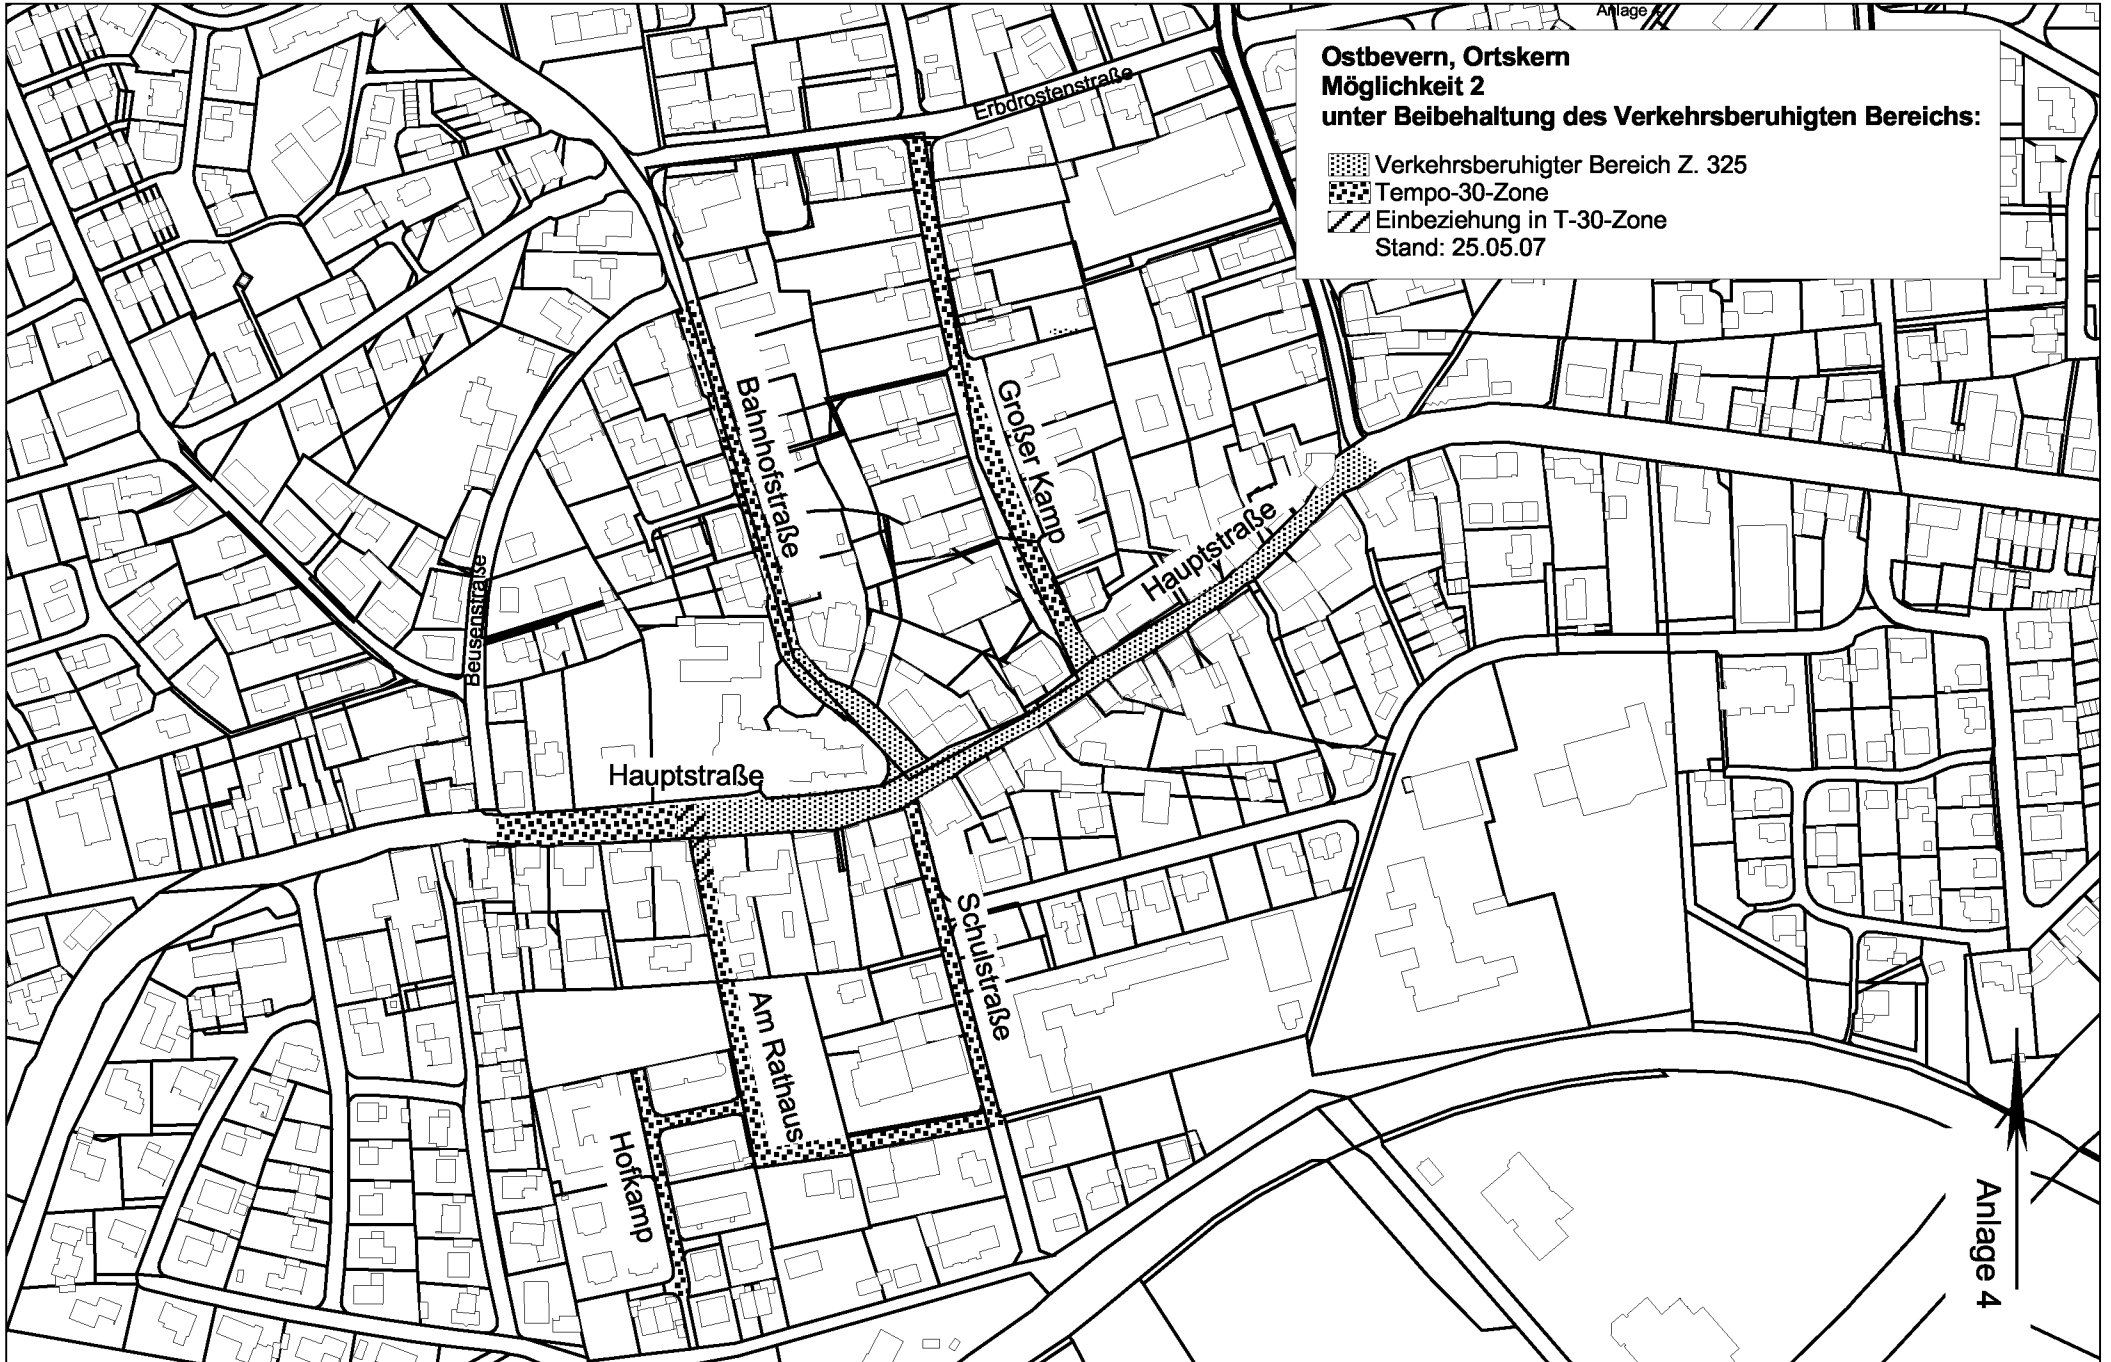 Anlage
Ostbevern, Ortskern
Möglichkeit 2
unter Beibehaltung des Verkehrsberuhigten Bereichs:
Verkehrsberuhigter Bereich Z. 325
Tempo-30-Zone
Einbeziehung in T-30-Zone
Stand: 25.05.07
Erbdrostenstraße
Bahnhofstraße
Großer Kamp
Hauptstraße
Beusenstraße
Hauptstraße
Schulstraße
Am Rathaus
Hofkamp
Anlage 4